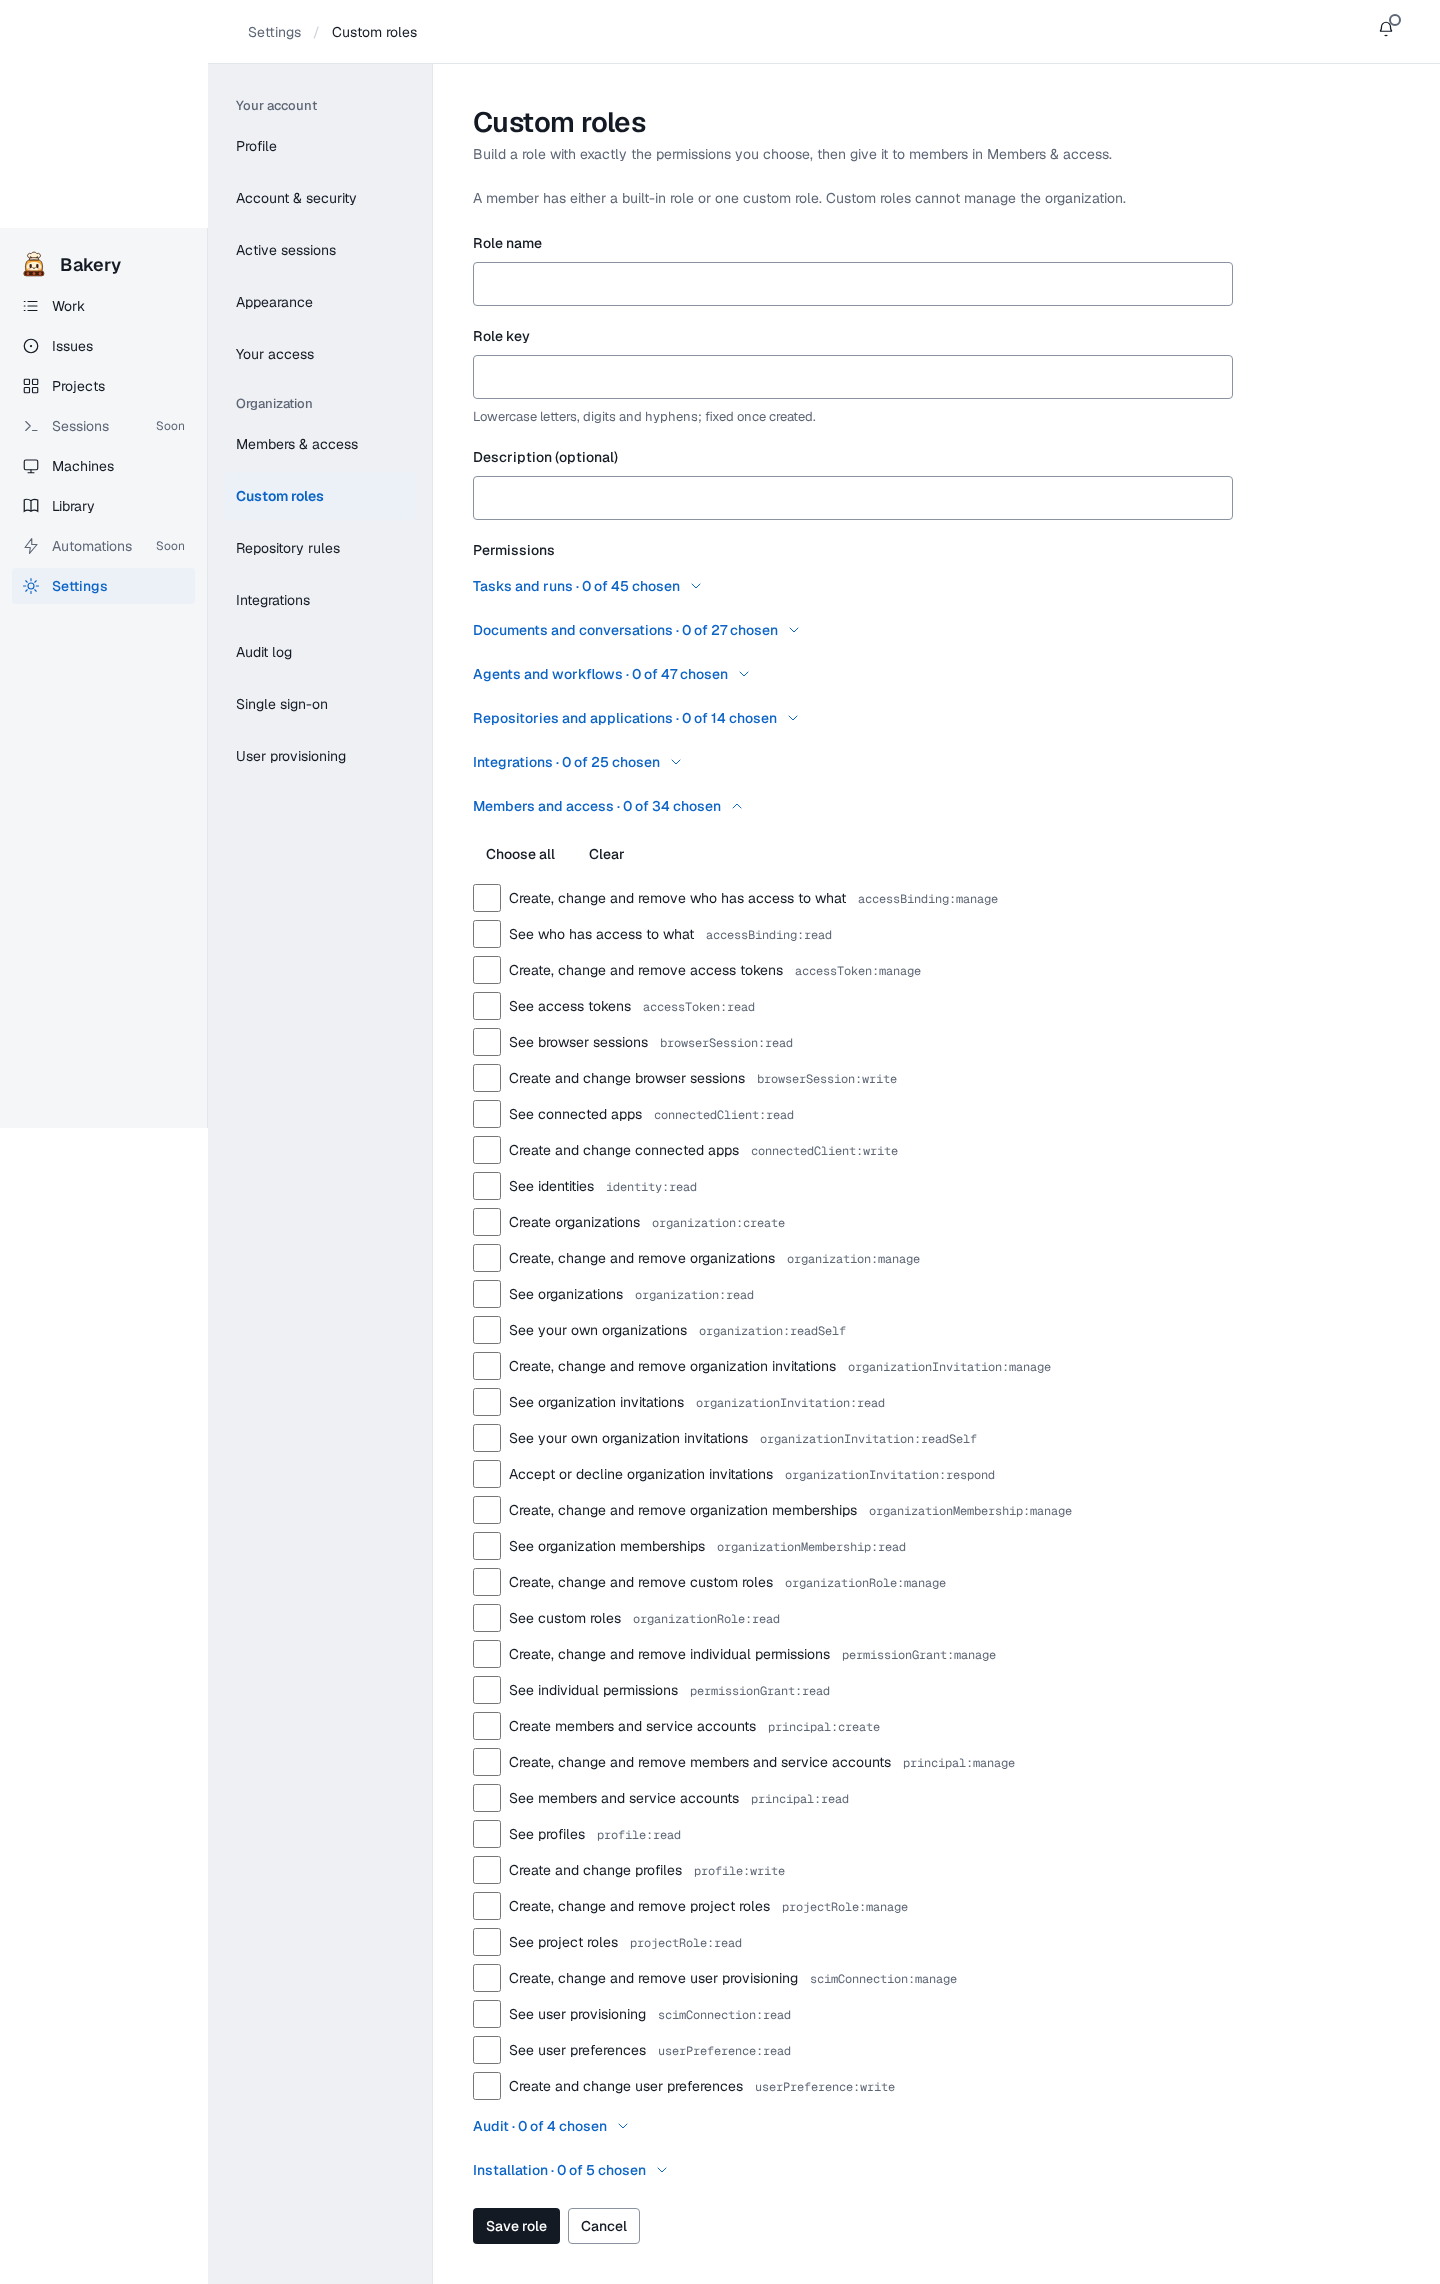 Settings / Custom roles
Bakery
Work
Issues
Projects
Sessions Soon
Machines
Library
Automations Soon
Settings
Your account
Profile
Account & security
Active sessions
Appearance
Your access
Organization
Members & access
Custom roles
Repository rules
Integrations
Audit log
Single sign-on
User provisioning
Custom roles
Build a role with exactly the permissions you choose, then give it to members in Members & access.
A member has either a built-in role or one custom role. Custom roles cannot manage the organization.
Role name
Role key
Lowercase letters, digits and hyphens; fixed once created.
Description (optional)
Permissions
Tasks and runs · 0 of 45 chosen
Documents and conversations · 0 of 27 chosen
Agents and workflows · 0 of 47 chosen
Repositories and applications · 0 of 14 chosen
Integrations · 0 of 25 chosen
Members and access · 0 of 34 chosen
Choose all Clear
Create, change and remove who has access to what accessBinding:manage
See who has access to what accessBinding:read
Create, change and remove access tokens accessToken:manage
See access tokens accessToken:read
See browser sessions browserSession:read
Create and change browser sessions browserSession:write
See connected apps connectedClient:read
Create and change connected apps connectedClient:write
See identities identity:read
Create organizations organization:create
Create, change and remove organizations organization:manage
See organizations organization:read
See your own organizations organization:readSelf
Create, change and remove organization invitations organizationInvitation:manage
See organization invitations organizationInvitation:read
See your own organization invitations organizationInvitation:readSelf
Accept or decline organization invitations organizationInvitation:respond
Create, change and remove organization memberships organizationMembership:manage
See organization memberships organizationMembership:read
Create, change and remove custom roles organizationRole:manage
See custom roles organizationRole:read
Create, change and remove individual permissions permissionGrant:manage
See individual permissions permissionGrant:read
Create members and service accounts principal:create
Create, change and remove members and service accounts principal:manage
See members and service accounts principal:read
See profiles profile:read
Create and change profiles profile:write
Create, change and remove project roles projectRole:manage
See project roles projectRole:read
Create, change and remove user provisioning scimConnection:manage
See user provisioning scimConnection:read
See user preferences userPreference:read
Create and change user preferences userPreference:write
Audit · 0 of 4 chosen
Installation · 0 of 5 chosen
Save role Cancel